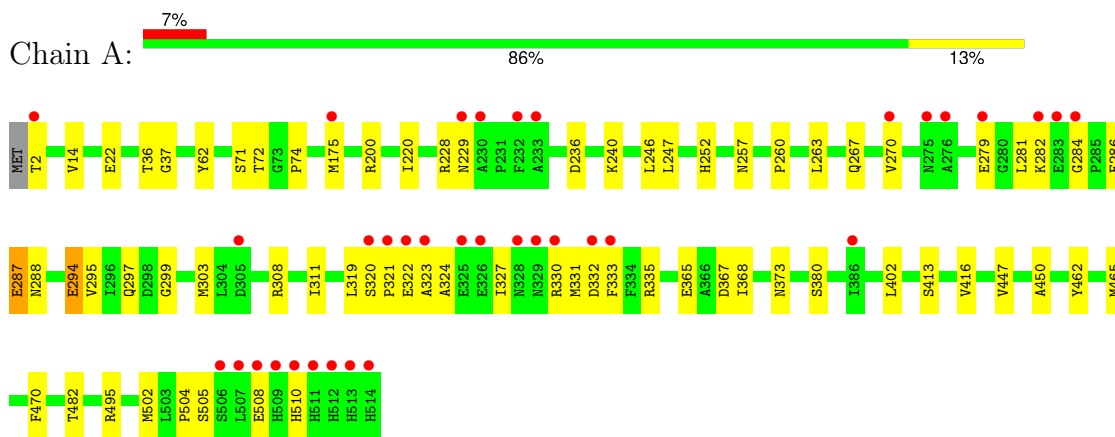 7%
Chain A:
86% 13%
MET T2 V14 E22 T36 G37 Y62 S71 T72 G73 P74 M175 R200 I220 R228 N229 A230 P231 F232 A233 D236 K240 L246 L247 H252 N257 P260 L263 Q267 V270 N275 A276 E279 G280 L281 K282 E283 G284 P285
E287 N288 E294 V295 I296 Q297 D298 G299 M303 L304 D305 R308 I311 L319 S320 P321 E322 A323 A324 E325 E326 I327 N328 N329 R330 M331 D332 F333 F334 R335 E365 A366 D367 I368 N373 S380 I386 L402 S413 V416 V447 A450 Y462 M465
F470 T482 R495 M502 L503 P504 S505 S506 L507 E508 H509 H510 H511 H512 H513 H514